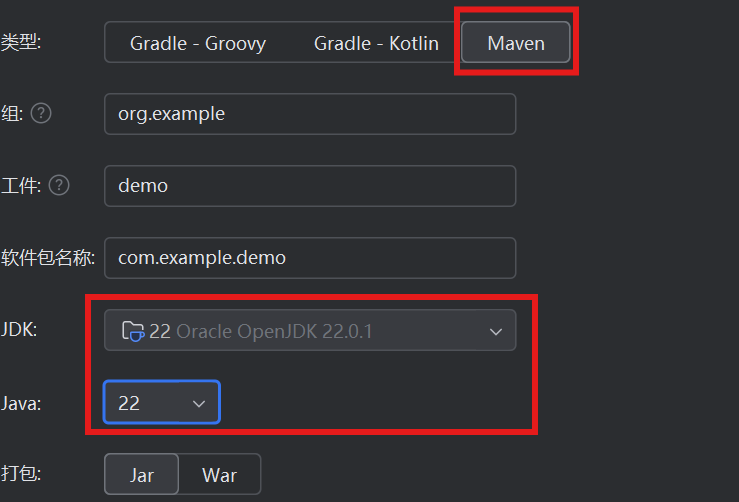 类型: Gradle - Groovy Gradle - Kotlin Maven
组: ? org.example
工件: ? demo
软件包名称: com.example.demo
JDK: 22 Oracle OpenJDK 22.0.1
Java: 22
打包: Jar War